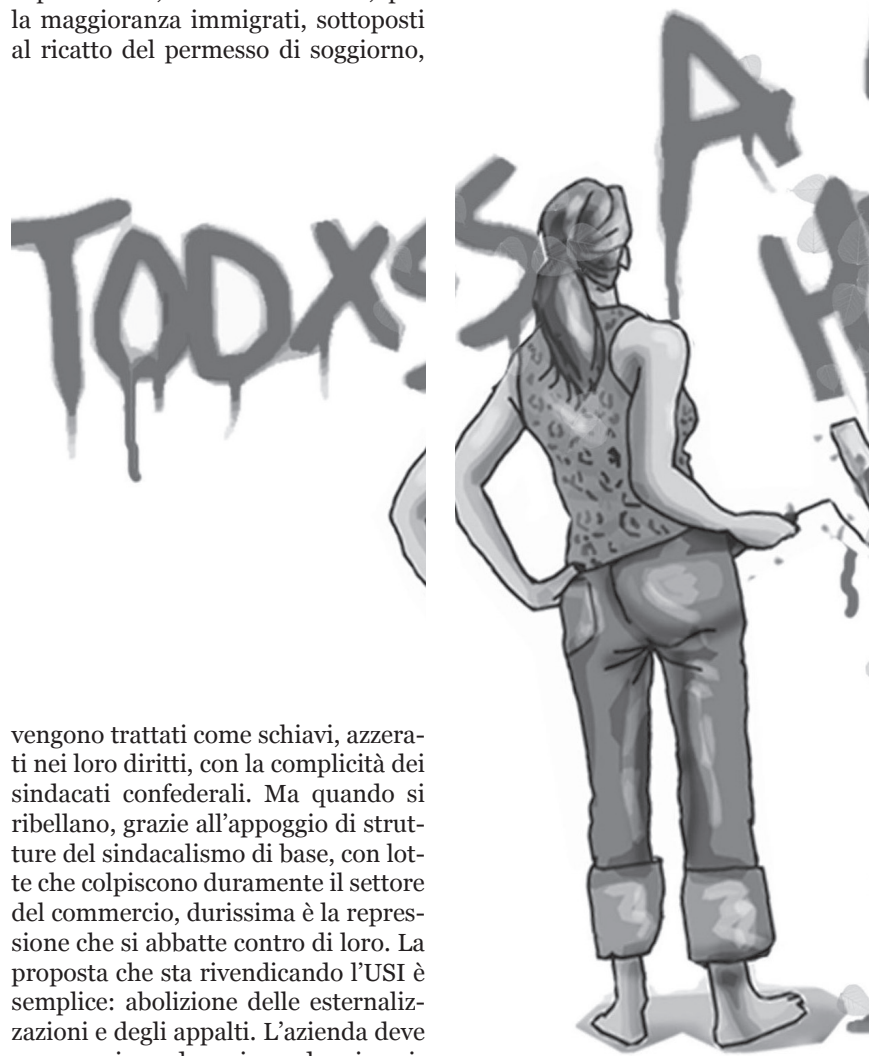 la maggioranza immigrati, sottoposti
al ricatto del permesso di soggiorno,
TODXS
A
H
vengono trattati come schiavi, azzera-
ti nei loro diritti, con la complicità dei
sindacati confederali. Ma quando si
ribellano, grazie all’appoggio di strut-
ture del sindacalismo di base, con lot-
te che colpiscono duramente il settore
del commercio, durissima è la repres-
sione che si abbatte contro di loro. La
proposta che sta rivendicando l’USI è
semplice: abolizione delle esternaliz-
zazioni e degli appalti. L’azienda deve